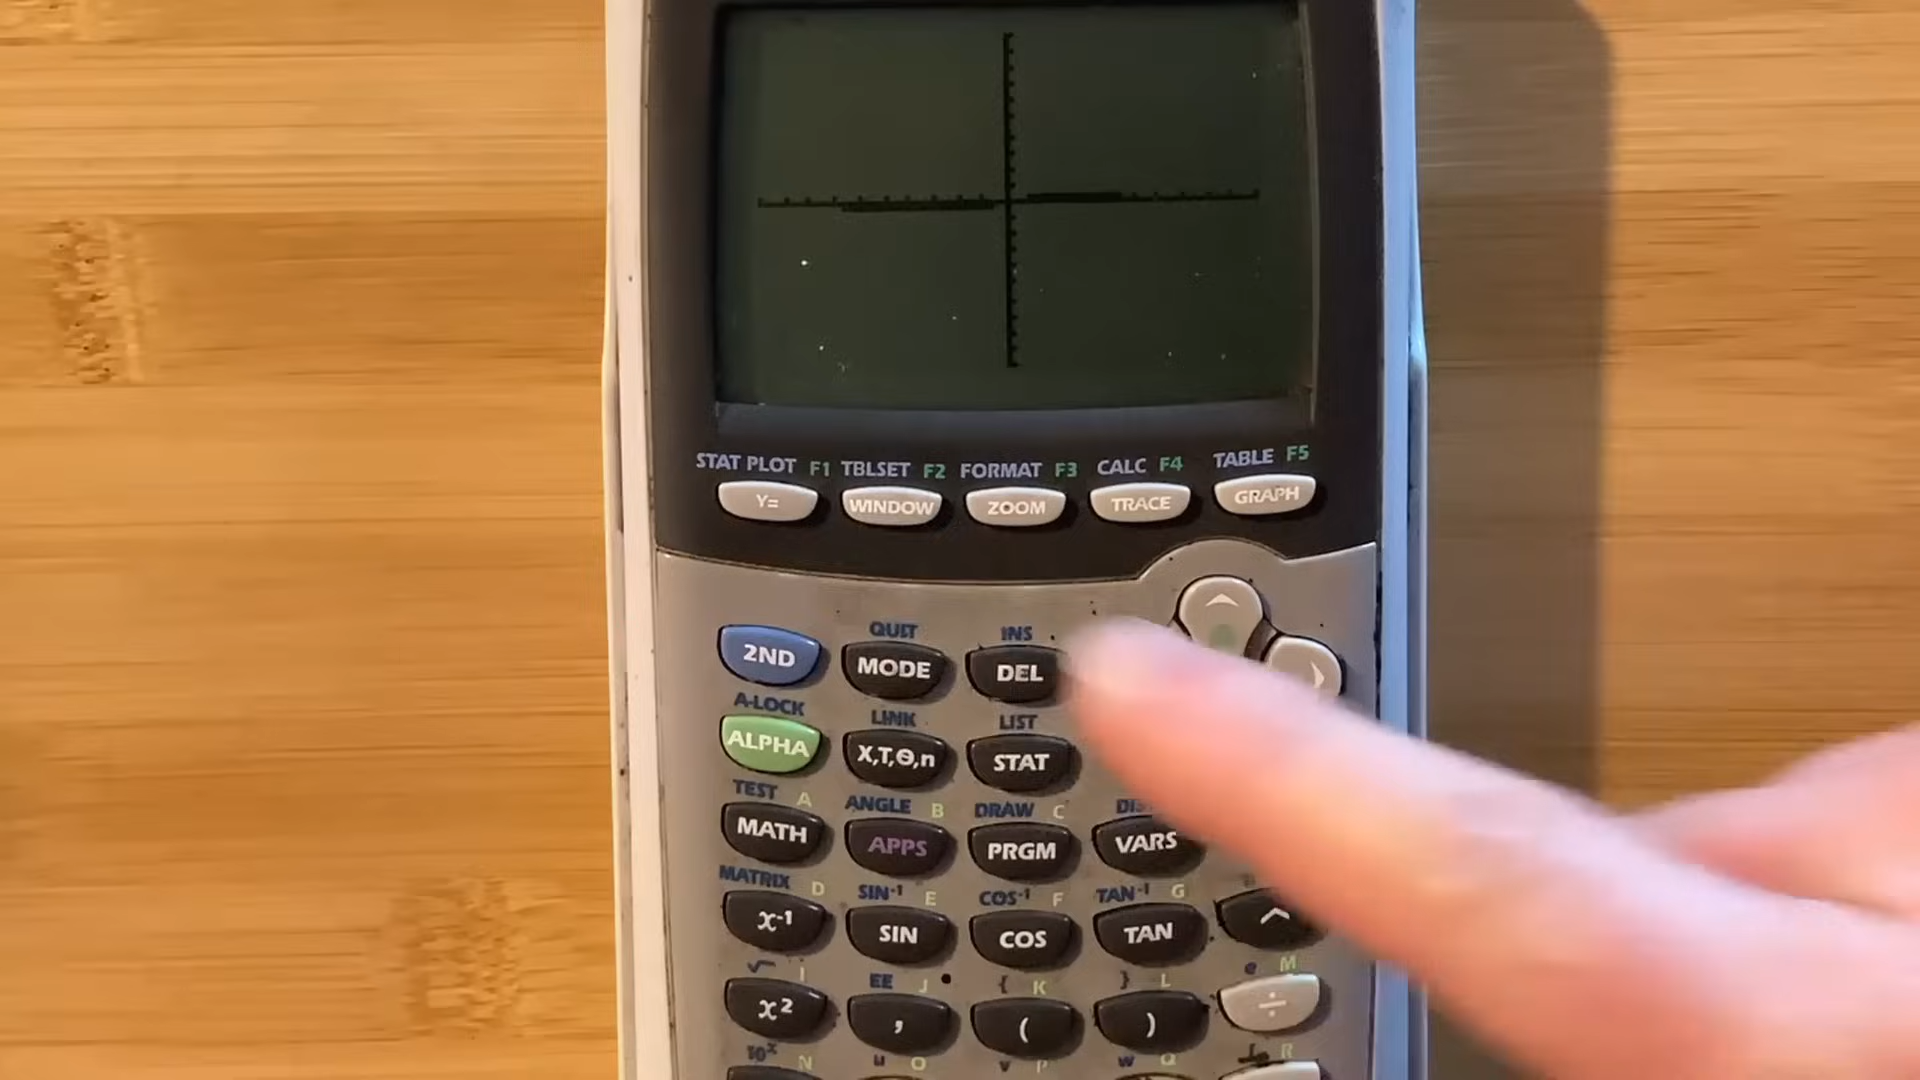 STAT PLOT F1 TBLSET F2 FORMAT F3 CALC F4 TABLE F5
Y= WINDOW ZOOM TRACE GRAPH
QUIT INS
2ND MODE DEL
A-LOCK LINK LIST
ALPHA X,T,Θ,n STAT
TEST A ANGLE B DRAW C
MATH APPS PRGM VARS
MATRIX D SIN⁻¹ E COS⁻¹ F TAN⁻¹ G
x⁻¹ SIN COS TAN ^
√ I EE J { K } L e M
x² , ( ) ÷
10ˣ N u O v P w Q R